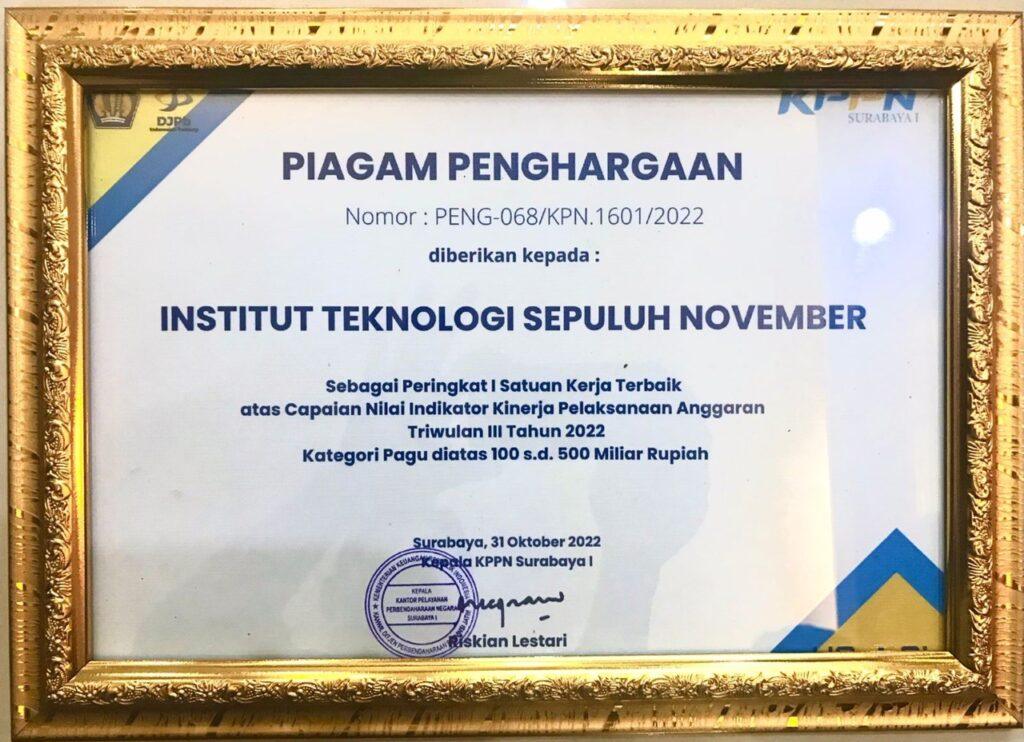 DJPb
KPPN
SURABAYA I
PIAGAM PENGHARGAAN
Nomor : PENG-068/KPN.1601/2022
diberikan kepada :
INSTITUT TEKNOLOGI SEPULUH NOVEMBER
Sebagai Peringkat I Satuan Kerja Terbaik
atas Capaian Nilai Indikator Kinerja Pelaksanaan Anggaran
Triwulan III Tahun 2022
Kategori Pagu diatas 100 s.d. 500 Miliar Rupiah
Surabaya, 31 Oktober 2022
Kepala KPPN Surabaya I
KEPALA
KANTOR PELAYANAN
PERBENDAHARAAN NEGARA
SURABAYA I
Riskian Lestari